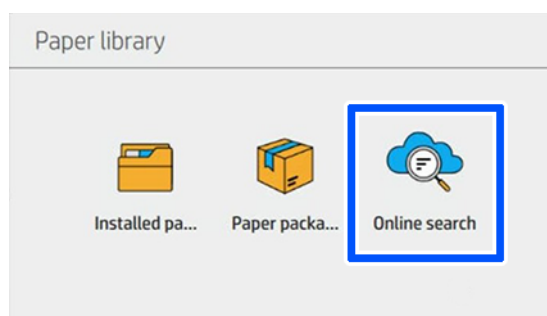 Paper library
Installed pa...
Paper packa...
Online search